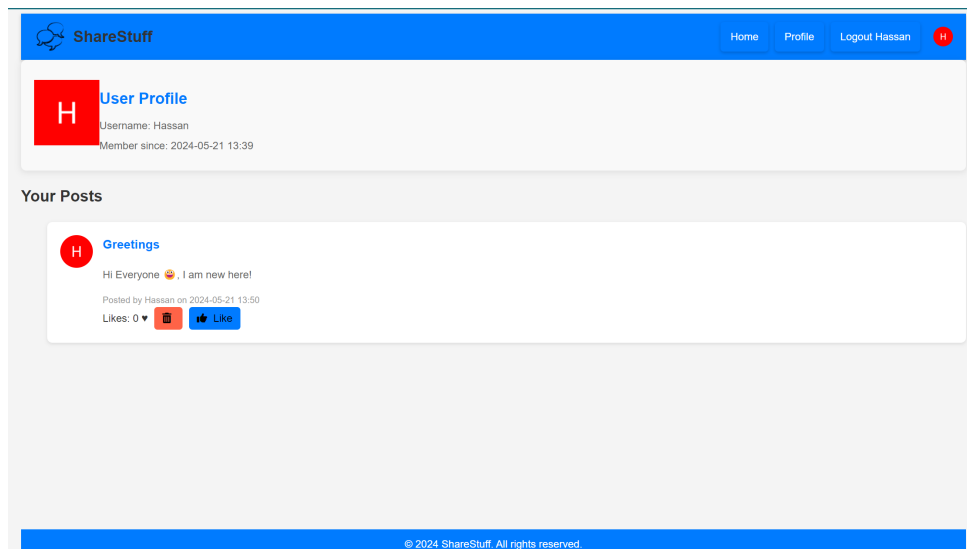 ShareStuff
Home Profile Logout Hassan H
H
User Profile
Username: Hassan
Member since: 2024-05-21 13:39
Your Posts
H
Greetings
Hi Everyone 😀, I am new here!
Posted by Hassan on 2024-05-21 13:50
Likes: 0 ♥ Like
© 2024 ShareStuff. All rights reserved.